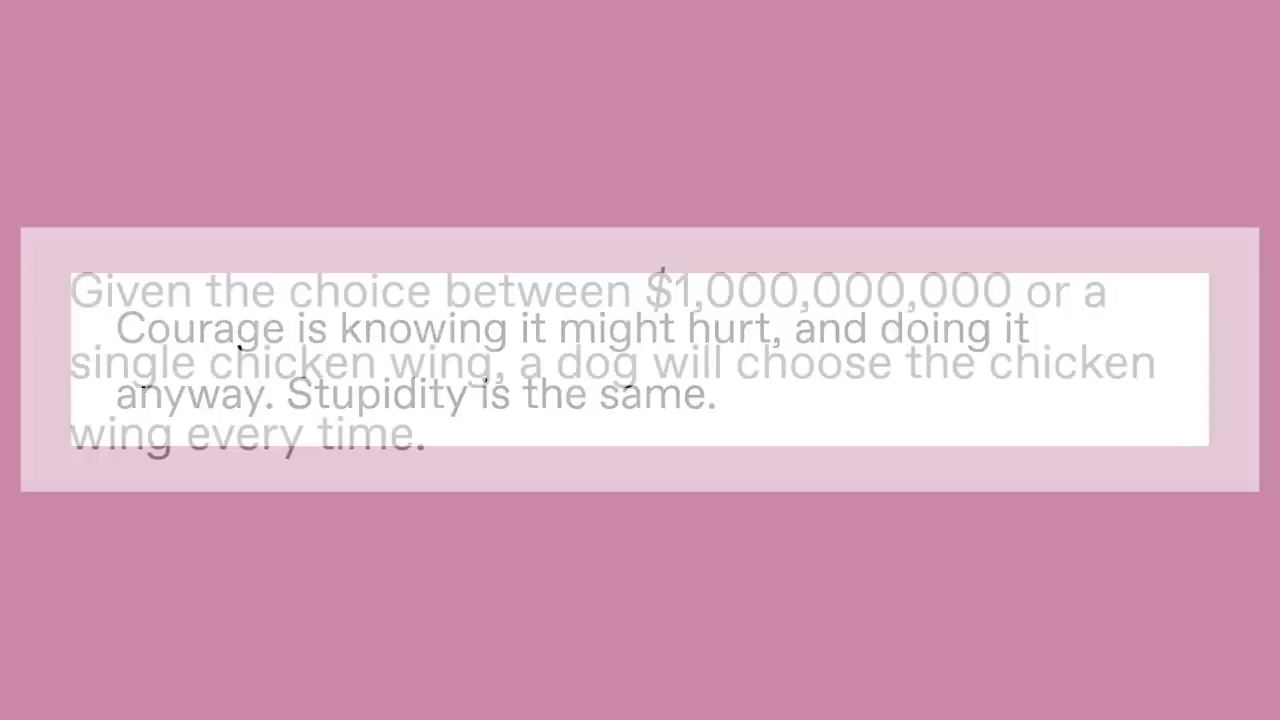 Given the choice between $1,000,000,000 or a
single chicken wing, a dog will choose the chicken
wing every time.
Courage is knowing it might hurt, and doing it
anyway. Stupidity is the same.